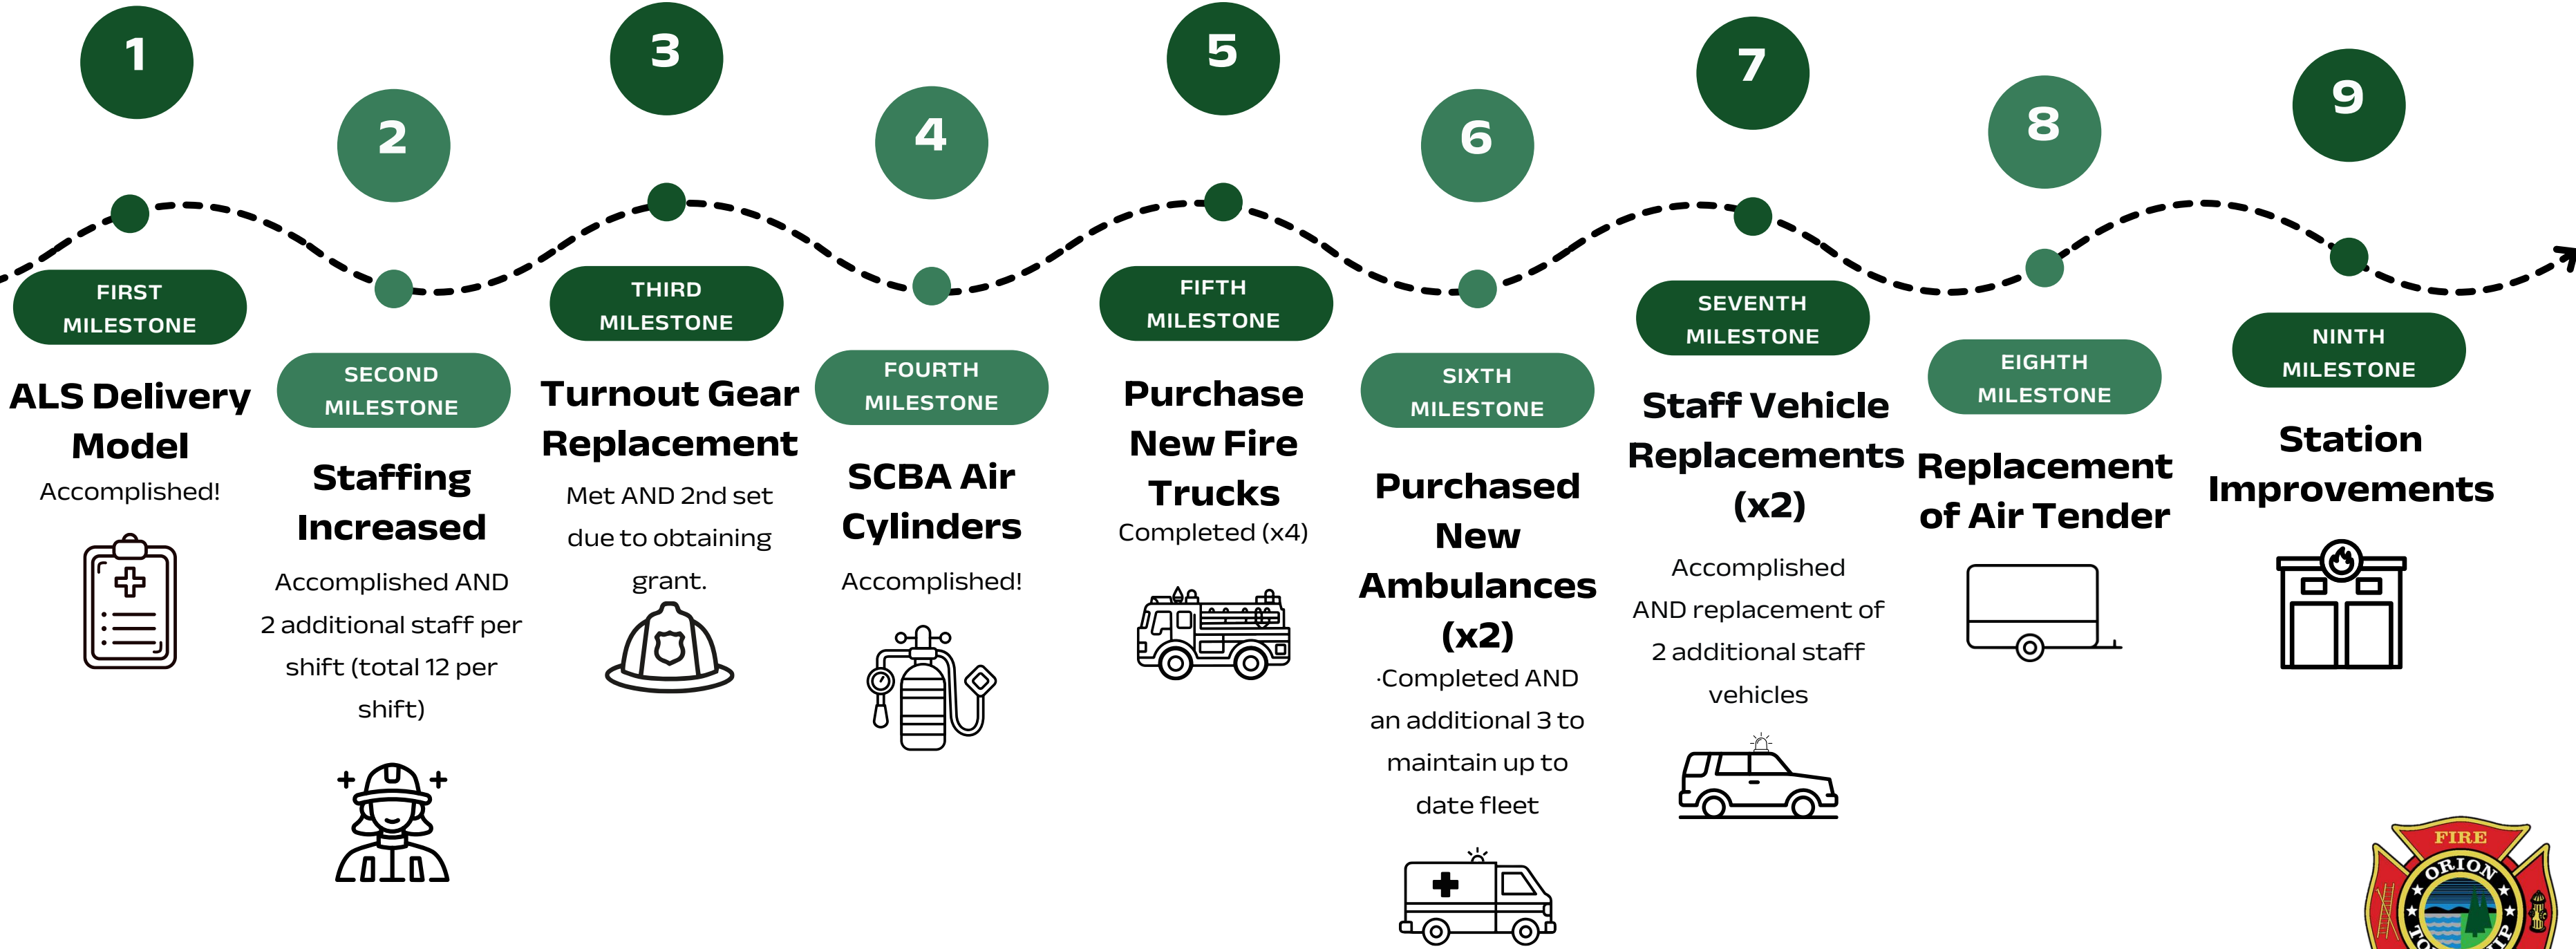 1
FIRST
MILESTONE
ALS Delivery
Model
Accomplished!
2
SECOND
MILESTONE
Staffing
Increased
Accomplished AND
2 additional staff per
shift (total 12 per
shift)
3
THIRD
MILESTONE
Turnout Gear
Replacement
Met AND 2nd set
due to obtaining
grant.
4
FOURTH
MILESTONE
SCBA Air
Cylinders
Accomplished!
5
FIFTH
MILESTONE
Purchase
New Fire
Trucks
Completed (x4)
6
SIXTH
MILESTONE
Purchased
New
Ambulances
(x2)
·Completed AND
an additional 3 to
maintain up to
date fleet
7
SEVENTH
MILESTONE
Staff Vehicle
Replacements
(x2)
Accomplished
AND replacement of
2 additional staff
vehicles
8
EIGHTH
MILESTONE
Replacement
of Air Tender
9
NINTH
MILESTONE
Station
Improvements
FIRE
ORION